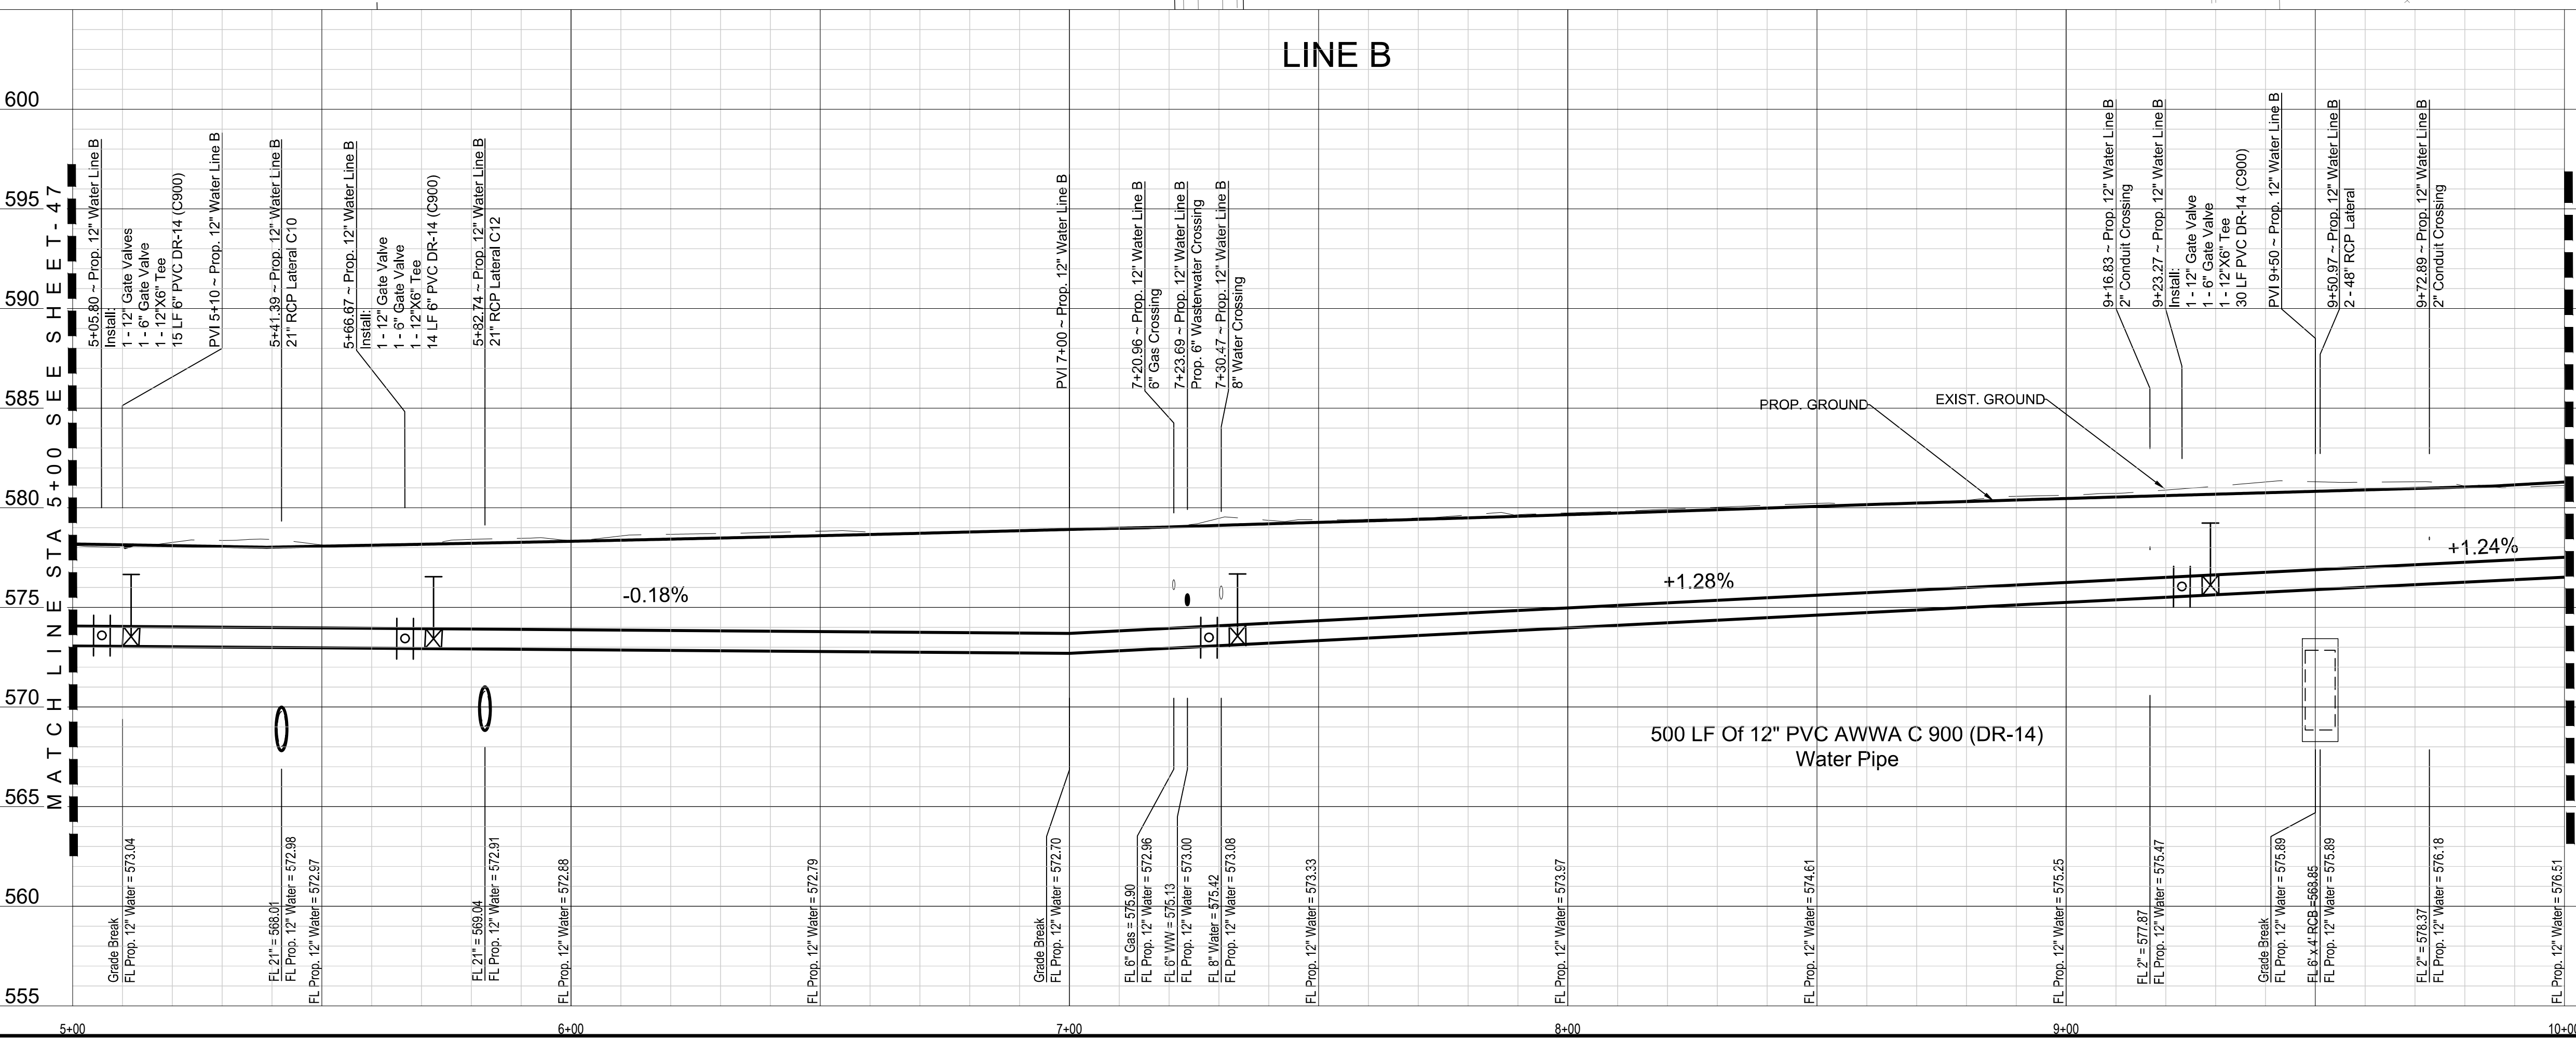 LINE B
600
595
590
585
580
575
570
565
560
555
MATCH LINE STA 5+00 SEE SHEET-47
5+05.80 ~ Prop. 12" Water Line B
Install:
1 - 12" Gate Valves
1 - 6" Gate Valve
1 - 12"X6" Tee
15 LF 6" PVC DR-14 (C900)
PVI 5+10 ~ Prop. 12" Water Line B
5+41.39 ~ Prop. 12" Water Line B
21" RCP Lateral C10
5+66.67 ~ Prop. 12" Water Line B
Install:
1 - 12" Gate Valve
1 - 6" Gate Valve
1 - 12"X6" Tee
14 LF 6" PVC DR-14 (C900)
5+82.74 ~ Prop. 12" Water Line B
21" RCP Lateral C12
PVI 7+00 ~ Prop. 12" Water Line B
7+20.96 ~ Prop. 12" Water Line B
6" Gas Crossing
7+23.69 ~ Prop. 12" Water Line B
Prop. 6" Wasterwater Crossing
7+30.47 ~ Prop. 12" Water Line B
8" Water Crossing
9+16.83 ~ Prop. 12" Water Line B
2" Conduit Crossing
9+23.27 ~ Prop. 12" Water Line B
Install:
1 - 12" Gate Valve
1 - 6" Gate Valve
1 - 12"X6" Tee
30 LF PVC DR-14 (C900)
PVI 9+50 ~ Prop. 12" Water Line B
9+50.97 ~ Prop. 12" Water Line B
2 - 48" RCP Lateral
9+72.89 ~ Prop. 12" Water Line B
2" Conduit Crossing
PROP. GROUND
EXIST. GROUND
-0.18%
+1.28%
+1.24%
500 LF Of 12" PVC AWWA C 900 (DR-14)
Water Pipe
Grade Break
FL Prop. 12" Water = 573.04
FL 21" = 568.01
FL Prop. 12" Water = 572.98
FL Prop. 12" Water = 572.97
FL 21" = 569.04
FL Prop. 12" Water = 572.91
FL Prop. 12" Water = 572.88
FL Prop. 12" Water = 572.79
Grade Break
FL Prop. 12" Water = 572.70
FL 6" Gas = 575.90
FL Prop. 12" Water = 572.96
FL 6" WW = 575.13
FL Prop. 12" Water = 573.00
FL 8" Water = 575.42
FL Prop. 12" Water = 573.08
FL Prop. 12" Water = 573.33
FL Prop. 12" Water = 573.97
FL Prop. 12" Water = 574.61
FL Prop. 12" Water = 575.25
FL 2" = 577.87
FL Prop. 12" Water = 575.47
Grade Break
FL Prop. 12" Water = 575.89
FL 6' x 4' RCB =568.85
FL Prop. 12" Water = 575.89
FL 2" = 578.37
FL Prop. 12" Water = 576.18
FL Prop. 12" Water = 576.51
5+00
6+00
7+00
8+00
9+00
10+00